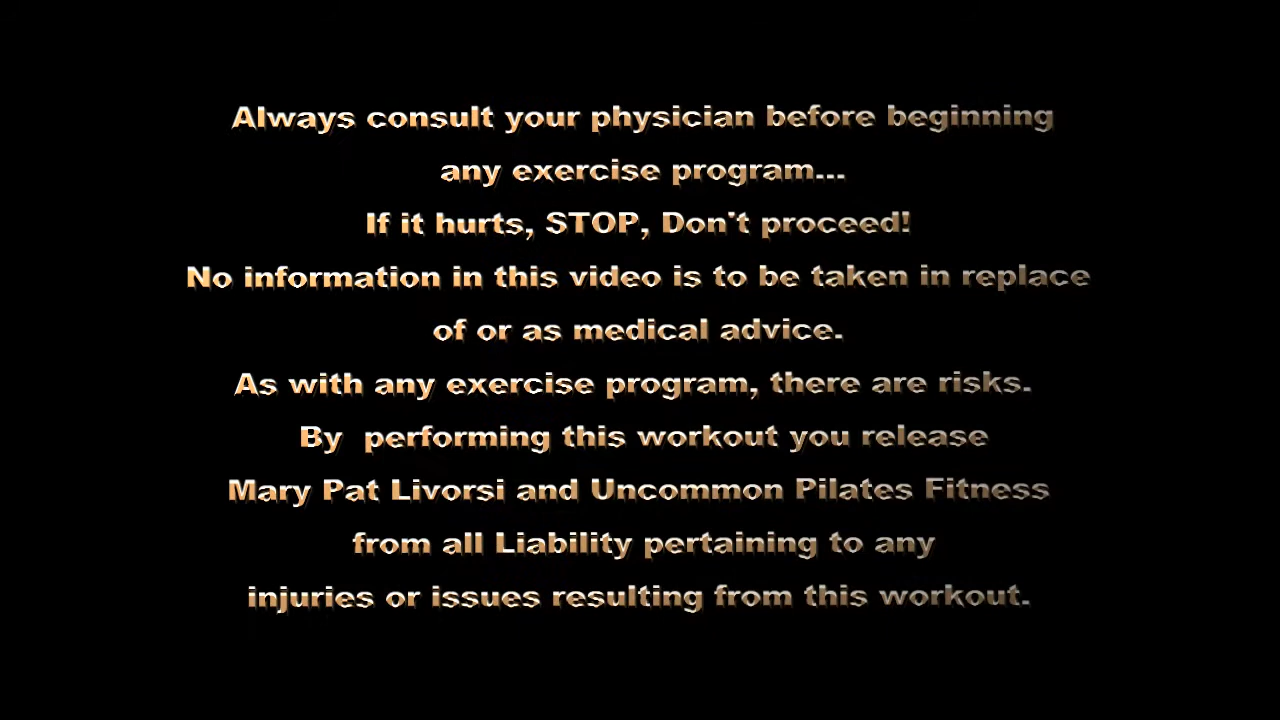 Always consult your physician before beginning
any exercise program...
If it hurts, STOP, Don't proceed!
No information in this video is to be taken in replace
of or as medical advice.
As with any exercise program, there are risks.
By  performing this workout you release
Mary Pat Livorsi and Uncommon Pilates Fitness
from all Liability pertaining to any
injuries or issues resulting from this workout.